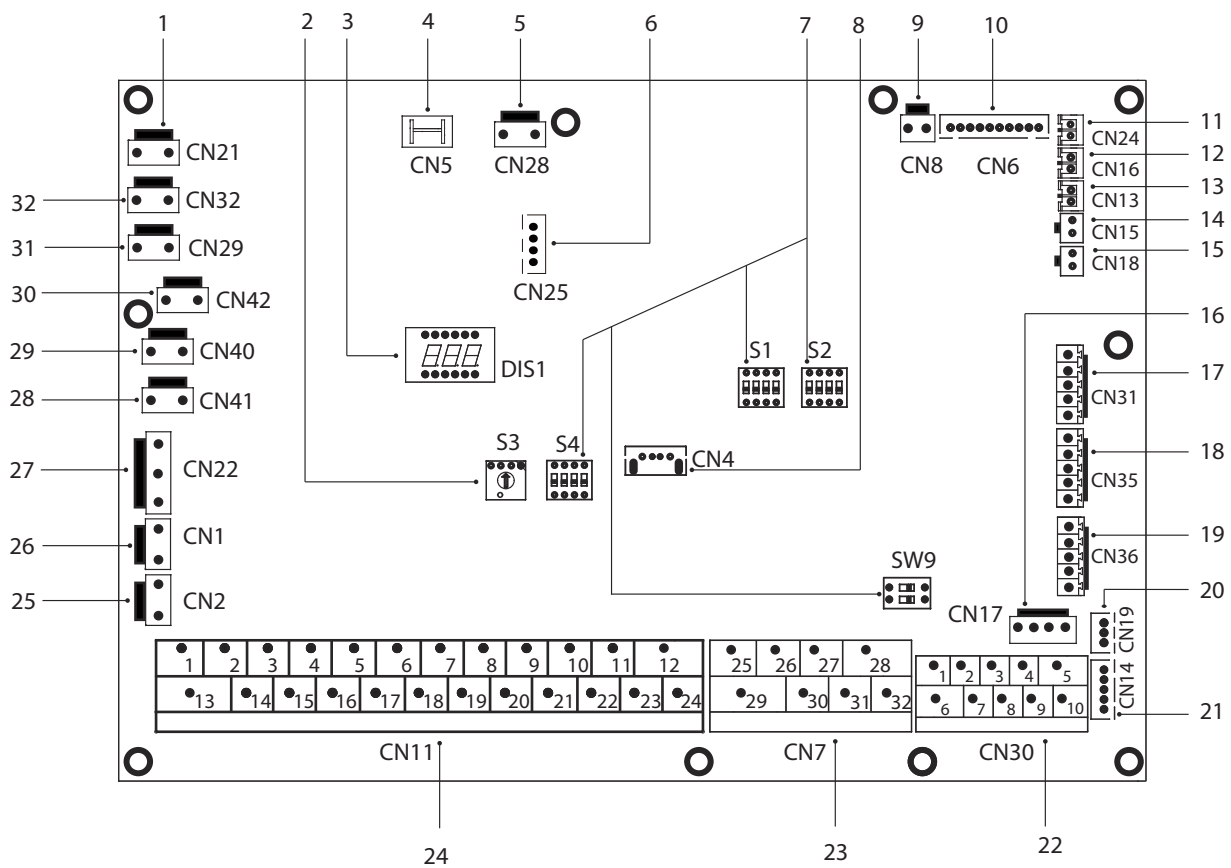 1 2 3 4 5 6 7 8 9 10
CN5 CN28 CN8 CN6
CN21
CN32
CN29
CN42
CN40
CN41
CN22
CN1
CN2
32
31
30
29
28
27
26
25
CN25
DIS1
888
S1 S2
S3 S4 CN4
SW9
CN24 11
CN16 12
CN13 13
CN15 14
CN18 15
16
CN31 17
CN35 18
CN36 19
CN17
CN19 20
CN14 21
1 2 3 4 5 6 7 8 9 10 11 12
13 14 15 16 17 18 19 20 21 22 23 24
CN11
25 26 27 28
29 30 31 32
CN7
1 2 3 4 5
6 7 8 9 10
CN30
24 23 22